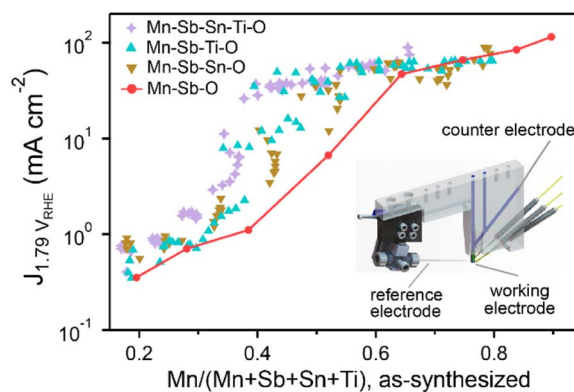 Mn-Sb-Sn-Ti-O
Mn-Sb-Ti-O
Mn-Sb-Sn-O
Mn-Sb-O
J1.79 VRHE (mA cm-2)
10²
10¹
10⁰
10⁻¹
counter electrode
reference
electrode
working
electrode
0.2 0.4 0.6 0.8
Mn/(Mn+Sb+Sn+Ti), as-synthesized